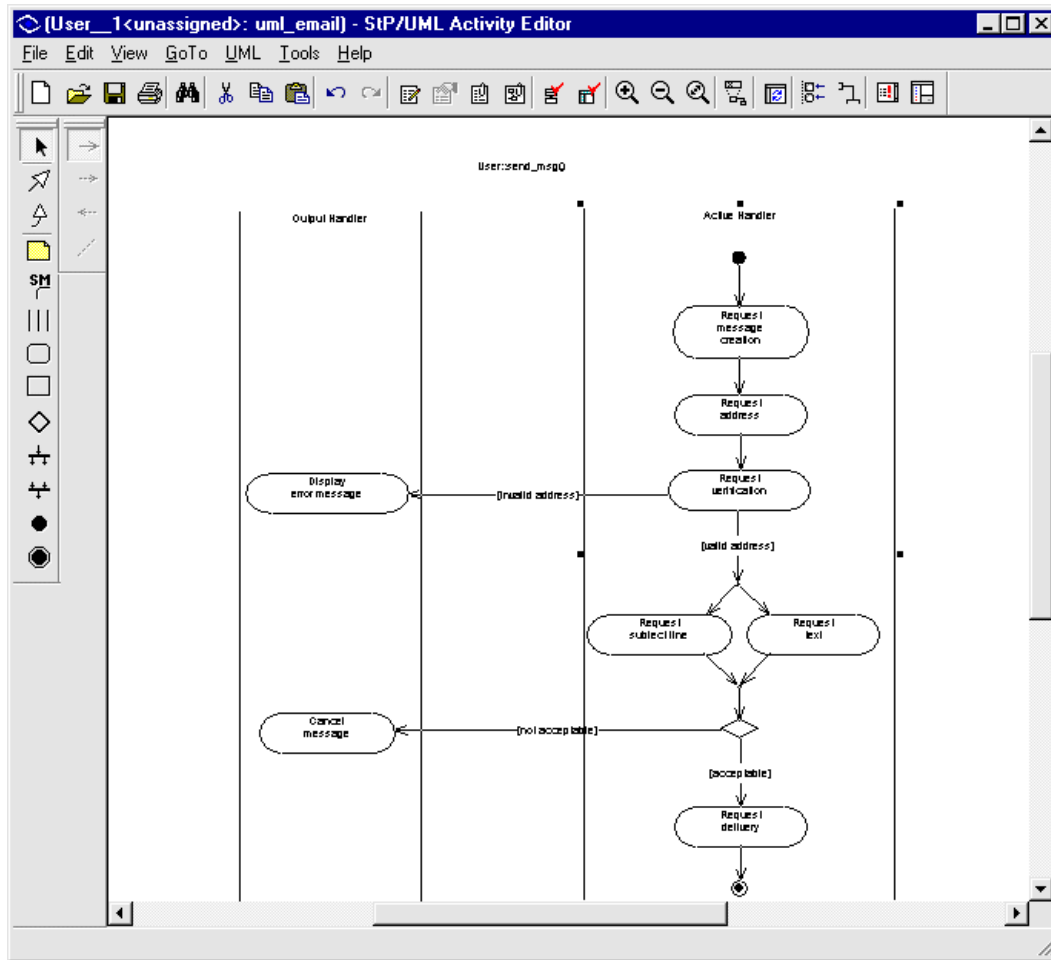 (User__1<unassigned>: uml_email) - StP/UML Activity Editor
File Edit View GoTo UML Tools Help
SM
User::send_msg()
Output Handler
Active Handler
Request
message
creation
Request
address
Request
verification
Display
error message
[invalid address]
[valid address]
Request
subject line
Request
text
Cancel
message
[not acceptable]
[acceptable]
Request
delivery